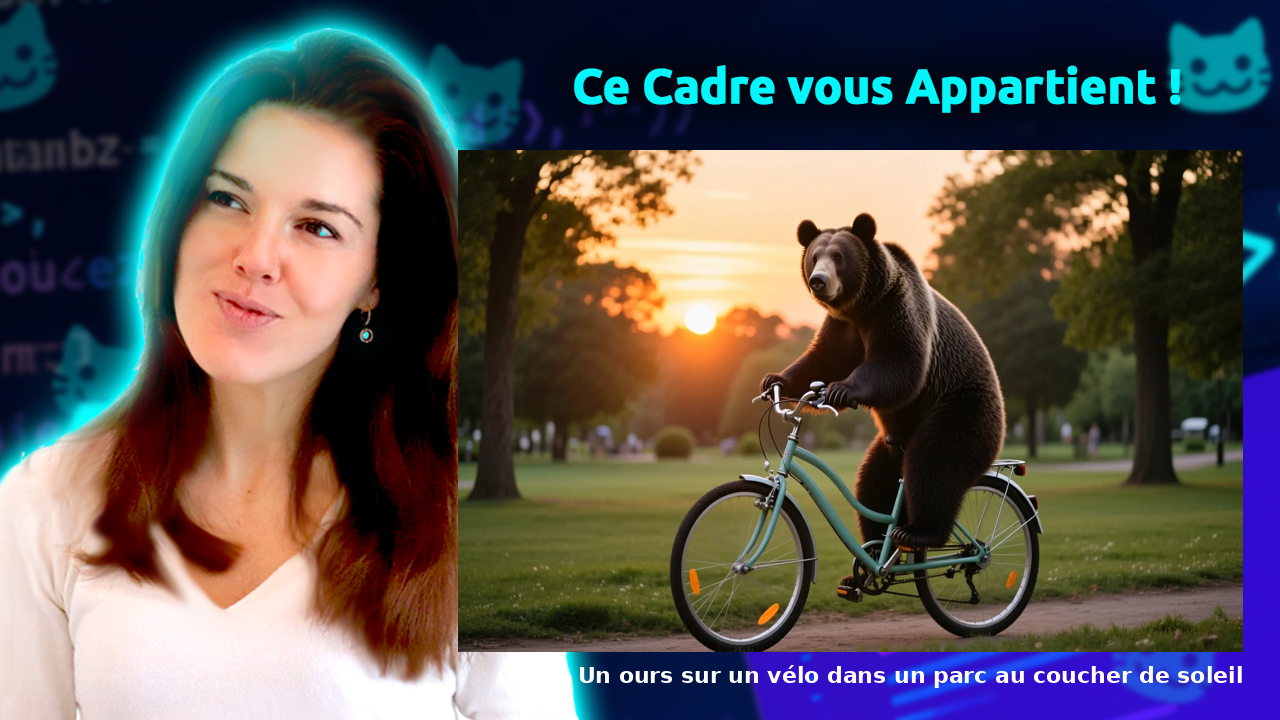 Ce Cadre vous Appartient !
Un ours sur un vélo dans un parc au coucher de soleil